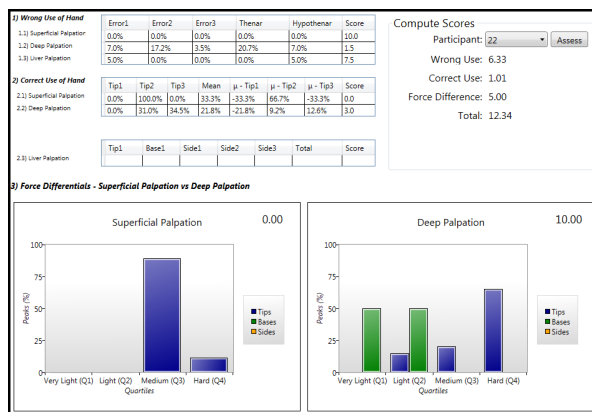 1) Wrong Use of Hand
Error1 Error2 Error3 Thenar Hypothenar Score
1.1) Superficial Palpation 0.0% 0.0% 0.0% 0.0% 0.0% 10.0
1.2) Deep Palpation 7.0% 17.2% 3.5% 20.7% 7.0% 1.5
1.3) Liver Palpation 5.0% 0.0% 0.0% 0.0% 5.0% 7.5
2) Correct Use of Hand
Tip1 Tip2 Tip3 Mean μ - Tip1 μ - Tip2 μ - Tip3 Score
2.1) Superficial Palpation 0.0% 100.0% 0.0% 33.3% -33.3% 66.7% -33.3% 0.0
2.2) Deep Palpation 0.0% 31.0% 34.5% 21.8% -21.8% 9.2% 12.6% 3.0
Tip1 Base1 Side1 Side2 Side3 Total Score
2.3) Liver Palpation
Compute Scores
Participant: 22 Assess
Wrong Use: 6.33
Correct Use: 1.01
Force Difference: 5.00
Total: 12.34
3) Force Differentials - Superficial Palpation vs Deep Palpation
Superficial Palpation 0.00
Peaks (%)
100
75
50
25
0
Very Light (Q1) Light (Q2) Medium (Q3) Hard (Q4)
Quartiles
Tips
Bases
Sides
Deep Palpation 10.00
Peaks (%)
100
75
50
25
0
Very Light (Q1) Light (Q2) Medium (Q3) Hard (Q4)
Quartiles
Tips
Bases
Sides